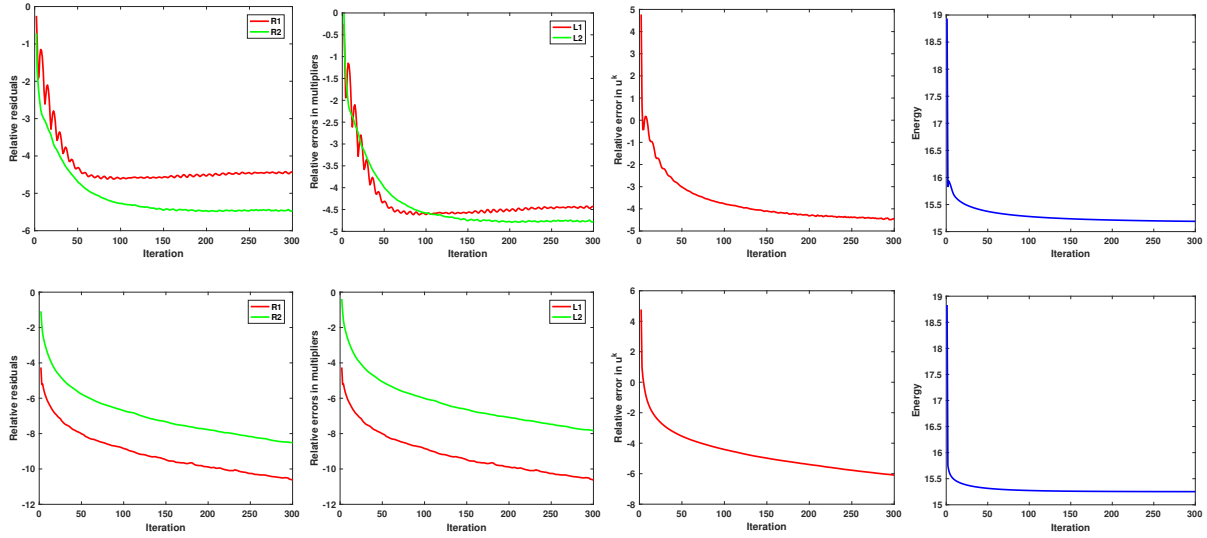 Relative residuals
0
-1
-2
-3
-4
-5
-6
R1
R2
0 50 100 150 200 250 300
Iteration
Relative errors in multipliers
0
-0.5
-1
-1.5
-2
-2.5
-3
-3.5
-4
-4.5
-5
L1
L2
0 50 100 150 200 250 300
Iteration
Relative error in u^k
5
4
3
2
1
0
-1
-2
-3
-4
-5
0 50 100 150 200 250 300
Iteration
Energy
19
18.5
18
17.5
17
16.5
16
15.5
15
0 50 100 150 200 250 300
Iteration
Relative residuals
0
-2
-4
-6
-8
-10
-12
R1
R2
0 50 100 150 200 250 300
Iteration
Relative errors in multipliers
0
-2
-4
-6
-8
-10
-12
L1
L2
0 50 100 150 200 250 300
Iteration
Relative error in u^k
6
4
2
0
-2
-4
-6
-8
0 50 100 150 200 250 300
Iteration
Energy
19
18.5
18
17.5
17
16.5
16
15.5
15
0 50 100 150 200 250 300
Iteration